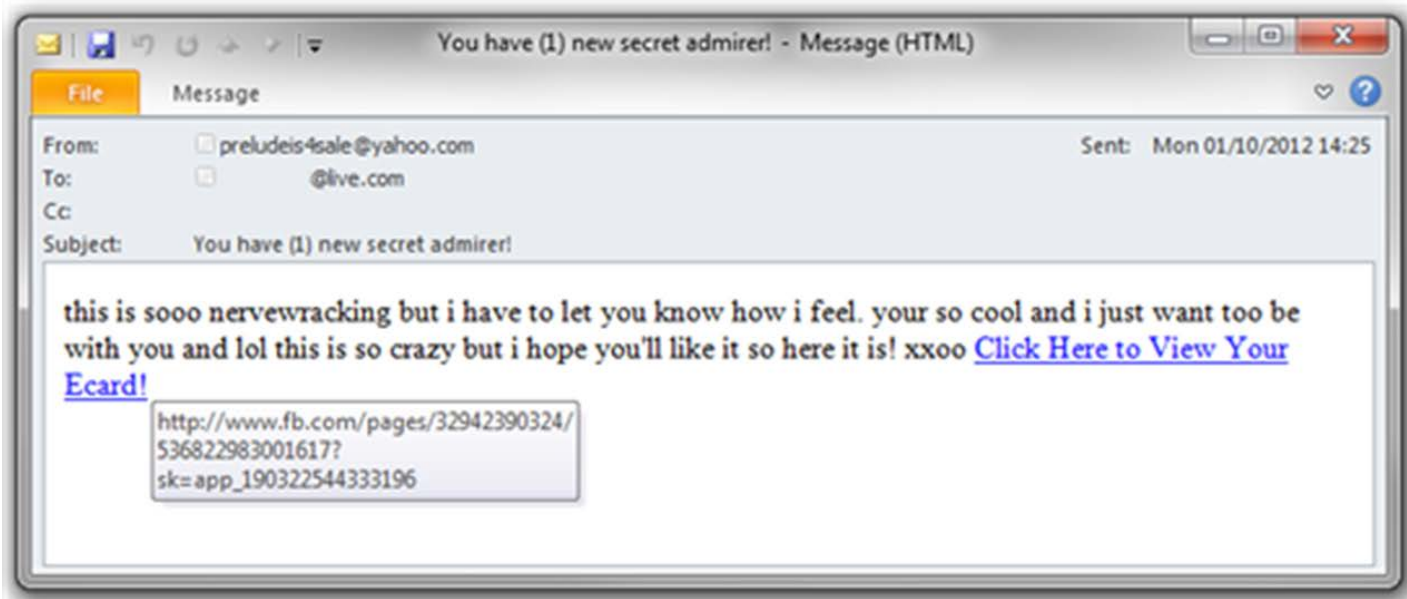 You have (1) new secret admirer! - Message (HTML)
File Message
From: preludeis4sale@yahoo.com Sent: Mon 01/10/2012 14:25
To: @live.com
Cc:
Subject: You have (1) new secret admirer!
this is sooo nervewracking but i have to let you know how i feel. your so cool and i just want too be
with you and lol this is so crazy but i hope you'll like it so here it is! xxoo Click Here to View Your
Ecard!
http://www.fb.com/pages/32942390324/
536822983001617?
sk=app_190322544333196